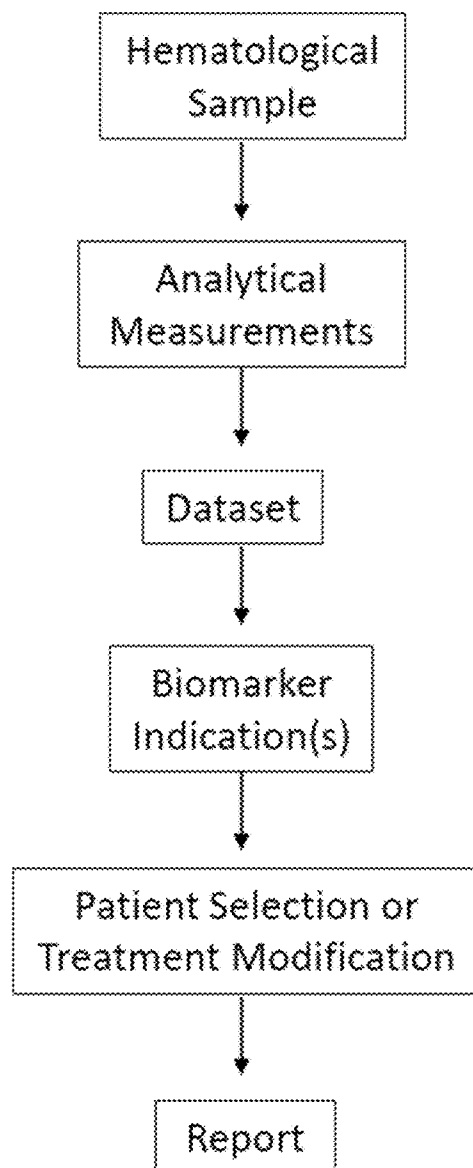 Hematological
Sample
Analytical
Measurements
Dataset
Biomarker
Indication(s)
Patient Selection or
Treatment Modification
Report